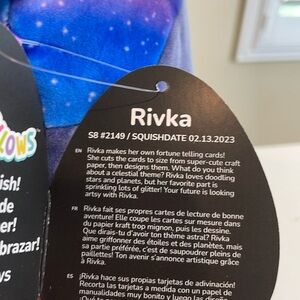 Rivka
S8 #2149 / SQUISHDATE 02.13.2023
EN Rivka makes her own fortune telling cards!
She cuts the cards to size from super-cute craft
paper, then designs them. What do you think
about a celestial theme? Rivka loves doodling
stars and planets, but her favorite part is
sprinkling lots of glitter! Your future is looking
artsy with Rivka.
FR Rivka fait ses propres cartes de lecture de bonne
aventure! Elle coupe les cartes sur mesure dans
du papier kraft trop mignon, puis les dessine.
Que dirais-tu d'avoir ton thème astral? Rivka
aime griffonner des étoiles et des planètes, mais
sa partie préférée, c'est de saupoudrer pleins de
paillettes! Ton avenir s'annonce artistique grâce
à Rivka.
ES ¡Rivka hace sus propias tarjetas de adivinación!
Recorta las tarjetas a medida con un papel de
manualidades muy bonito y luego las
lows
ish!
de
er!
brazar!
ys